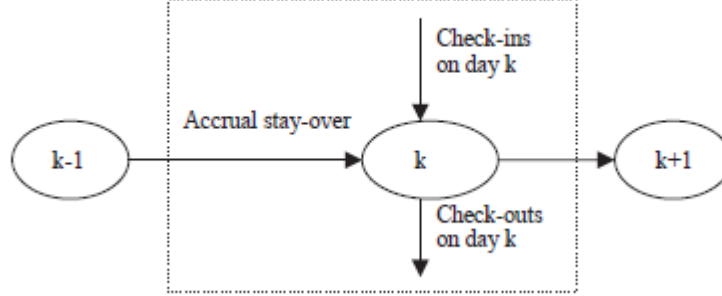 Check-ins
on day k
Accrual stay-over
k-1
k
k+1
Check-outs
on day k